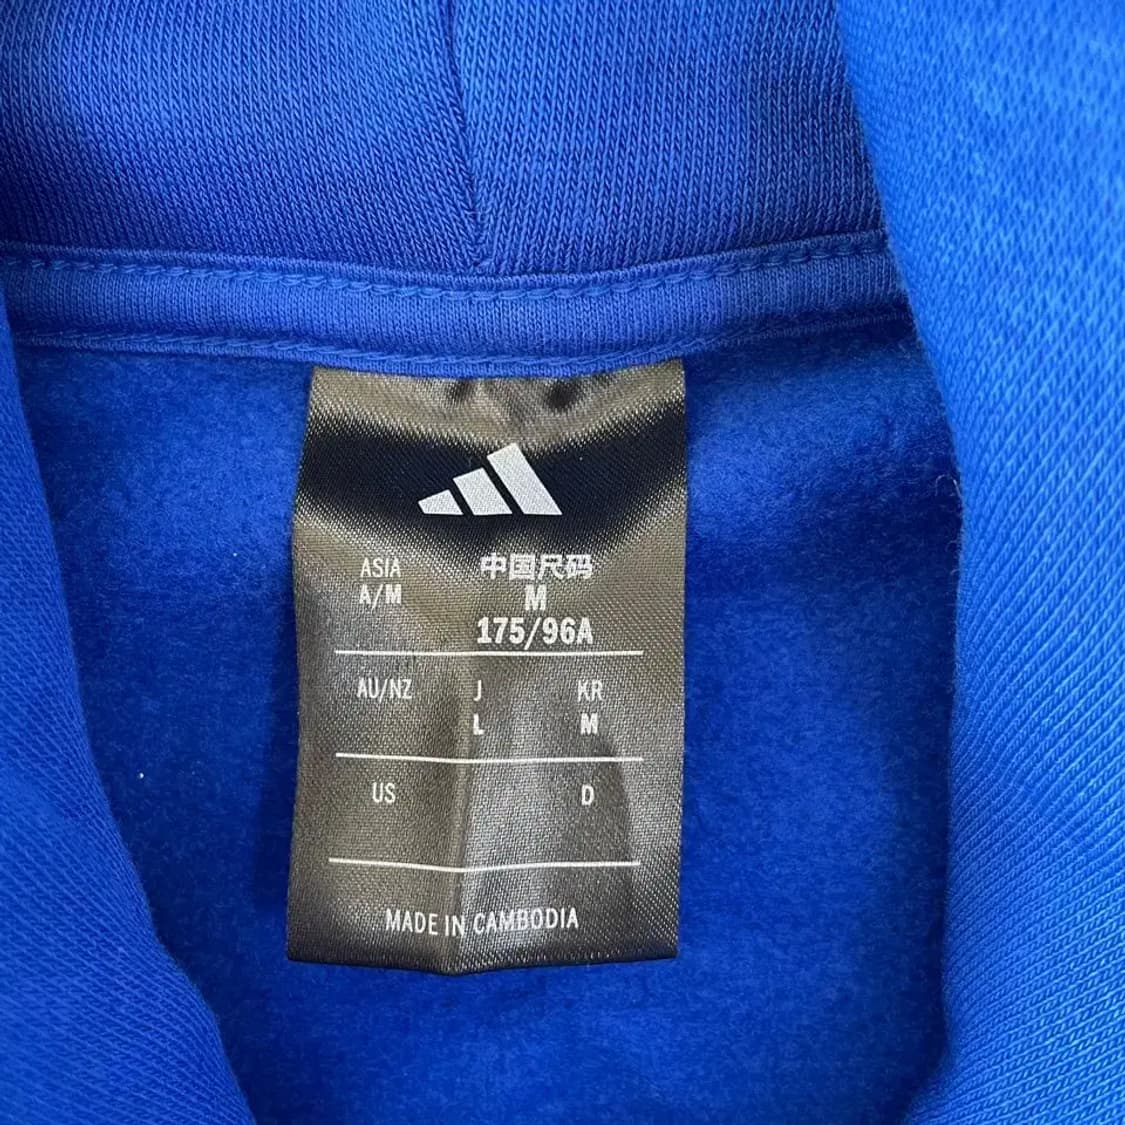 ASIA 中国尺码
A/M M
175/96A
AU/NZ J KR
L M
US D
MADE IN CAMBODIA